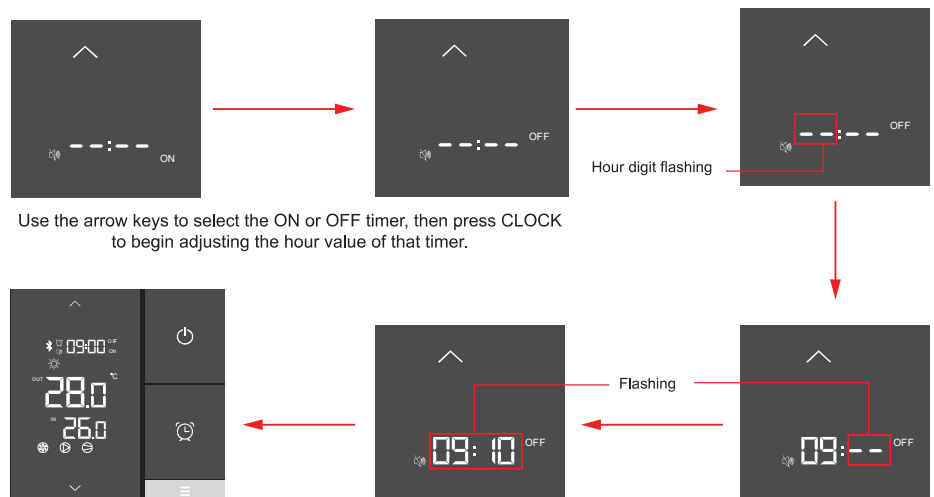 --:-- ON
--:-- OFF
--:-- OFF
Hour digit flashing
Use the arrow keys to select the ON or OFF timer, then press CLOCK
to begin adjusting the hour value of that timer.
09:00 OFF
ON
OUT 28.0 °C
IN 26.0
09:10 OFF
Flashing
09:-- OFF